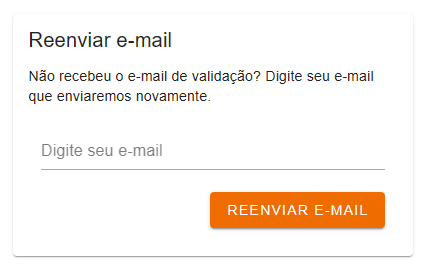 Reenviar e-mail
Não recebeu o e-mail de validação? Digite seu e-mail
que enviaremos novamente.
Digite seu e-mail
REENVIAR E-MAIL